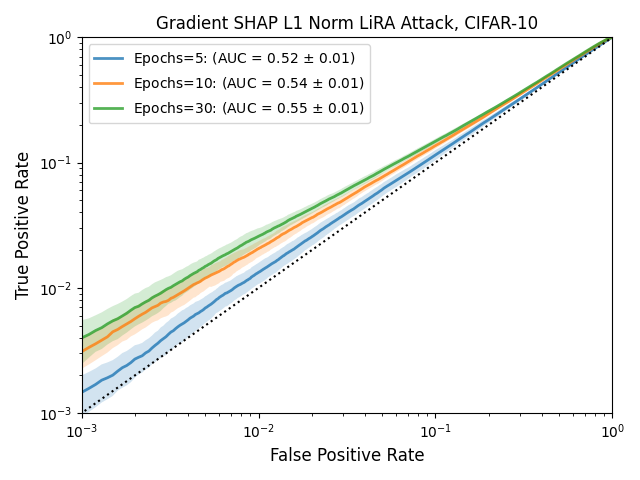 Gradient SHAP L1 Norm LiRA Attack, CIFAR-10
Epochs=5: (AUC = 0.52 ± 0.01)
Epochs=10: (AUC = 0.54 ± 0.01)
Epochs=30: (AUC = 0.55 ± 0.01)
True Positive Rate
10⁰
10⁻¹
10⁻²
10⁻³
10⁻³ 10⁻² 10⁻¹ 10⁰
False Positive Rate